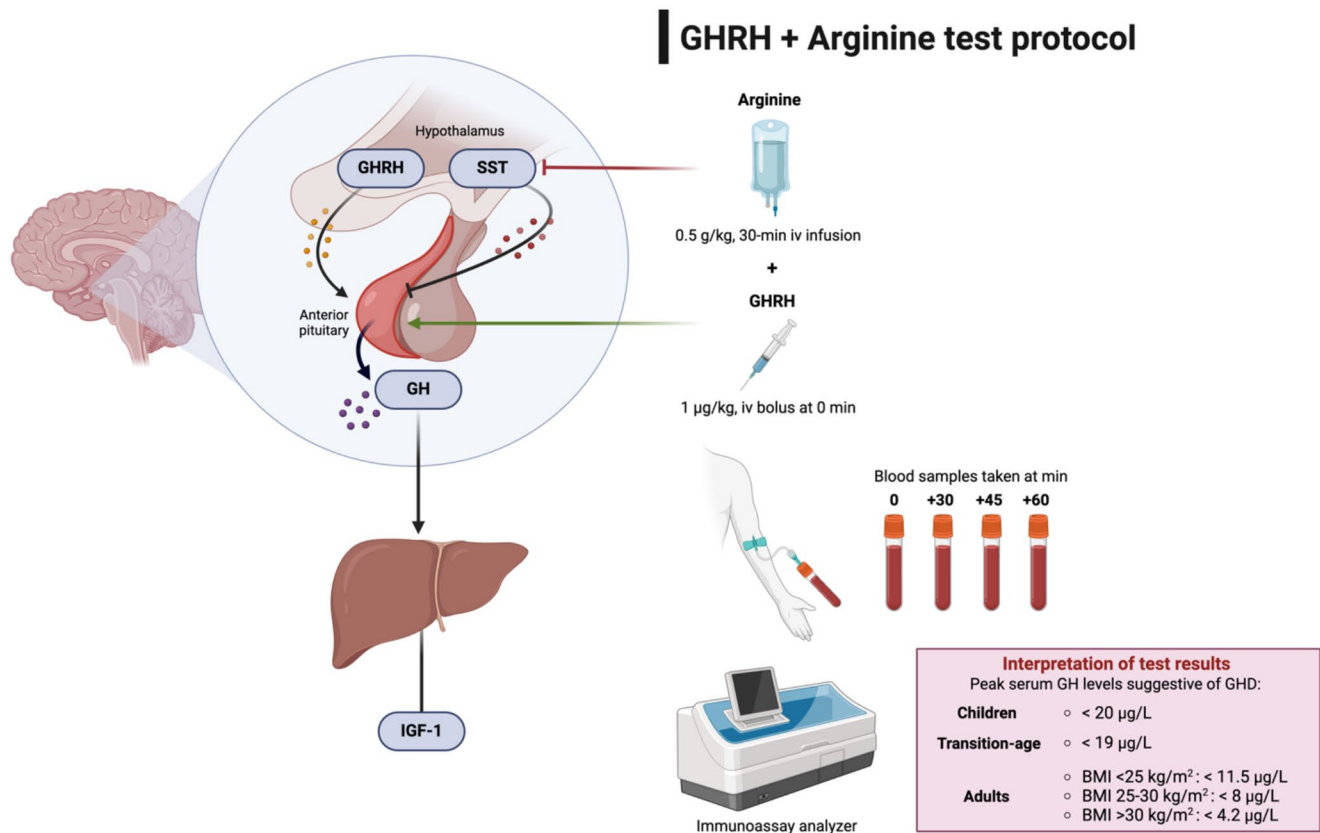 GHRH + Arginine test protocol
Hypothalamus
GHRH
SST
Anterior
pituitary
GH
IGF-1
Arginine
0.5 g/kg, 30-min iv infusion
+
GHRH
1 µg/kg, iv bolus at 0 min
Blood samples taken at min
0 +30 +45 +60
Immunoassay analyzer
Interpretation of test results
Peak serum GH levels suggestive of GHD:
Children ○ < 20 µg/L
Transition-age ○ < 19 µg/L
Adults
○ BMI <25 kg/m²: < 11.5 µg/L
○ BMI 25-30 kg/m²: < 8 µg/L
○ BMI >30 kg/m²: < 4.2 µg/L